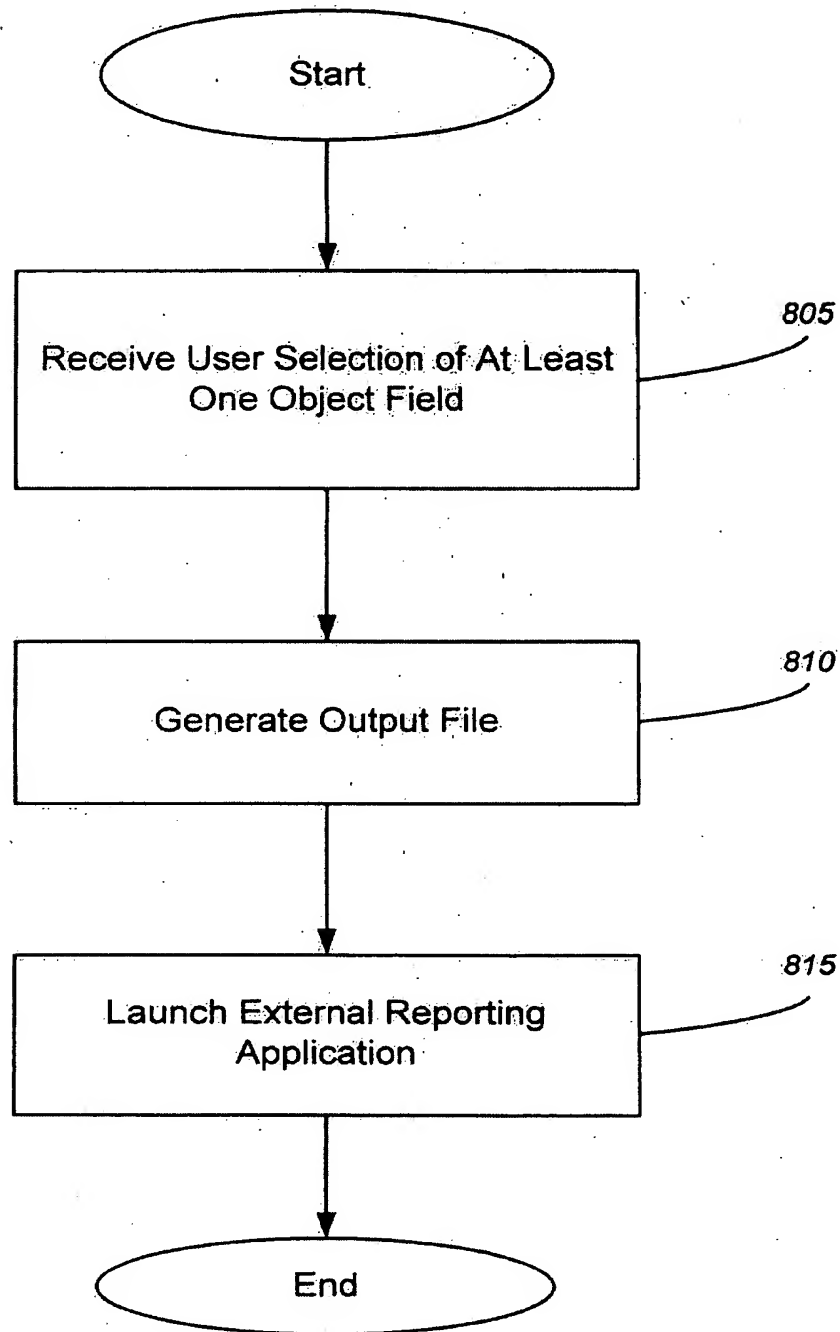 Start
805
Receive User Selection of At Least
One Object Field
810
Generate Output File
815
Launch External Reporting
Application
End